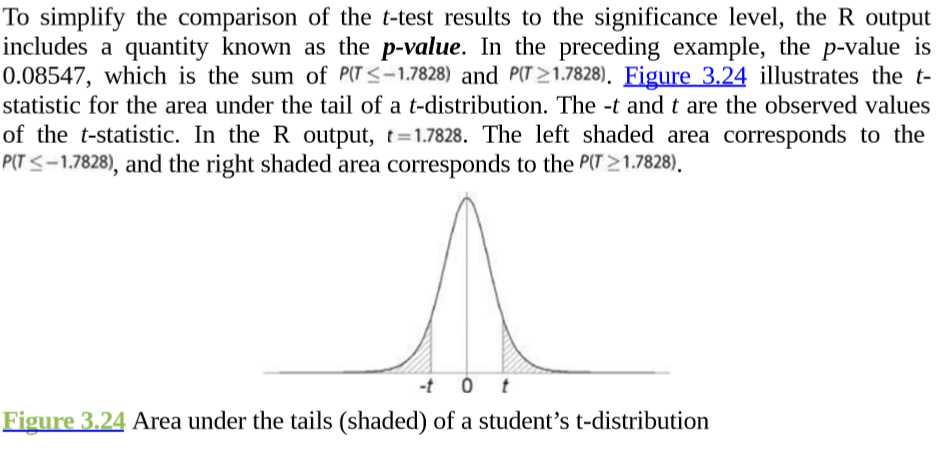 To simplify the comparison of the t-test results to the significance level, the R output
includes a quantity known as the p-value. In the preceding example, the p-value is
0.08547, which is the sum of P(T≤−1.7828) and P(T≥1.7828). Figure 3.24 illustrates the t-
statistic for the area under the tail of a t-distribution. The -t and t are the observed values
of the t-statistic. In the R output, t=1.7828. The left shaded area corresponds to the
P(T≤−1.7828), and the right shaded area corresponds to the P(T≥1.7828).
-t 0 t
Figure 3.24 Area under the tails (shaded) of a student’s t-distribution